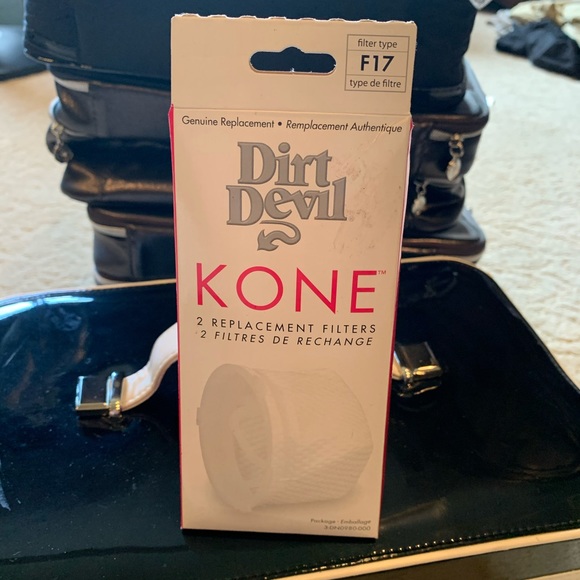 filter type
F17
type de filtre
Genuine Replacement • Remplacement Authentique
Dirt
Devil
KONE™
2 REPLACEMENT FILTERS
2 FILTRES DE RECHANGE
Package - Emballage